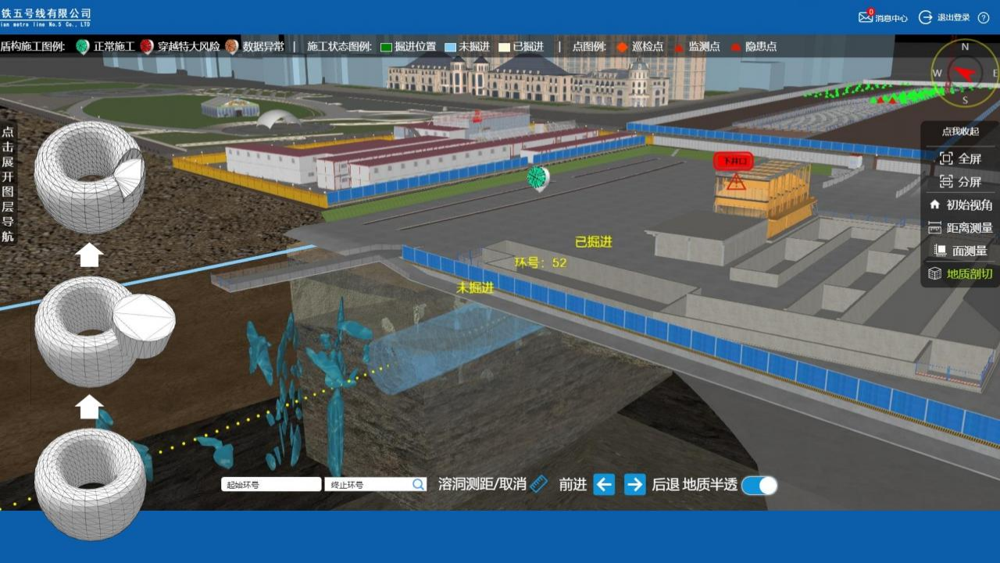 铁五号线有限公司
ian metro line No.5 Co., LTD
0
消息中心
退出登录
?
盾构施工图例: 正常施工 穿越特大风险 数据异常 | 施工状态图例: 掘进位置 未掘进 已掘进 | 点图例: 巡检点 监测点 隐患点
N
W
E
S
点击展开图层导航
点我收起
全屏
分屏
初始视角
距离测量
面测量
地质剖切
下井口
已掘进
环号：52
未掘进
起始环号 终止环号 溶洞测距/取消 前进 后退 地质半透